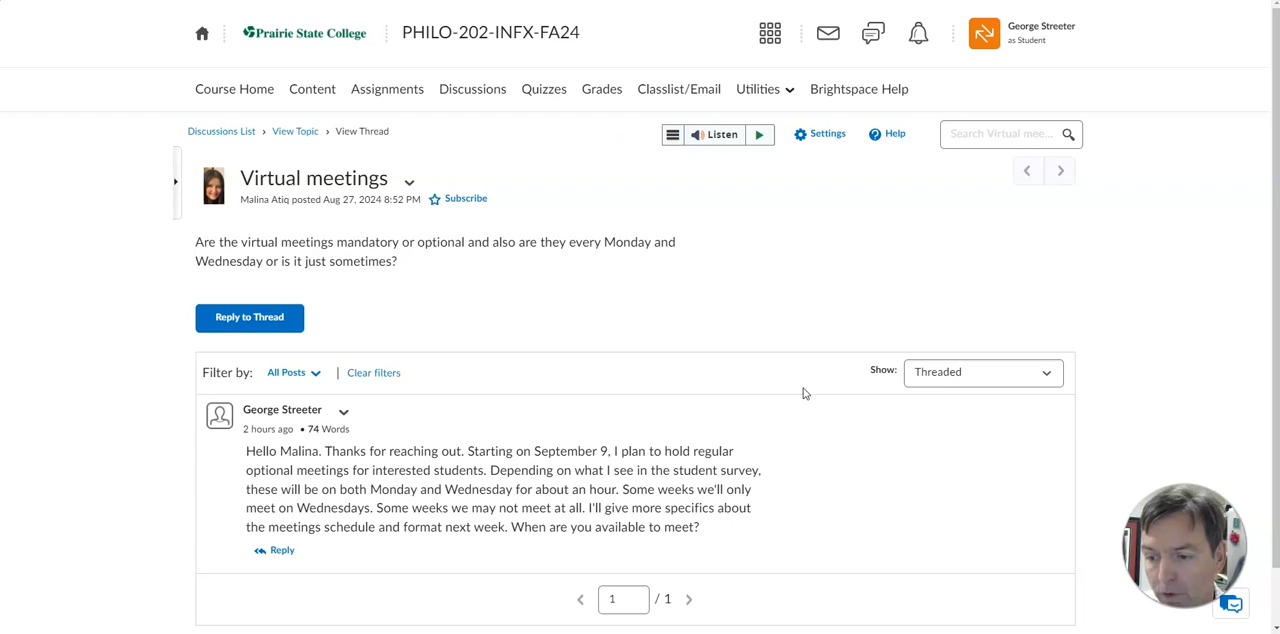 Prairie State College
PHILO-202-INFX-FA24
George Streeter
as Student
Course Home
Content
Assignments
Discussions
Quizzes
Grades
Classlist/Email
Utilities
Brightspace Help
Discussions List › View Topic › View Thread
Listen
Settings
Help
Search Virtual mee...
Virtual meetings
Malina Atiq posted Aug 27, 2024 8:52 PM
Subscribe
Are the virtual meetings mandatory or optional and also are they every Monday and
Wednesday or is it just sometimes?
Reply to Thread
Filter by: All Posts | Clear filters
Show: Threaded
George Streeter
2 hours ago • 74 Words
Hello Malina. Thanks for reaching out. Starting on September 9, I plan to hold regular
optional meetings for interested students. Depending on what I see in the student survey,
these will be on both Monday and Wednesday for about an hour. Some weeks we'll only
meet on Wednesdays. Some weeks we may not meet at all. I'll give more specifics about
the meetings schedule and format next week. When are you available to meet?
Reply
1 / 1